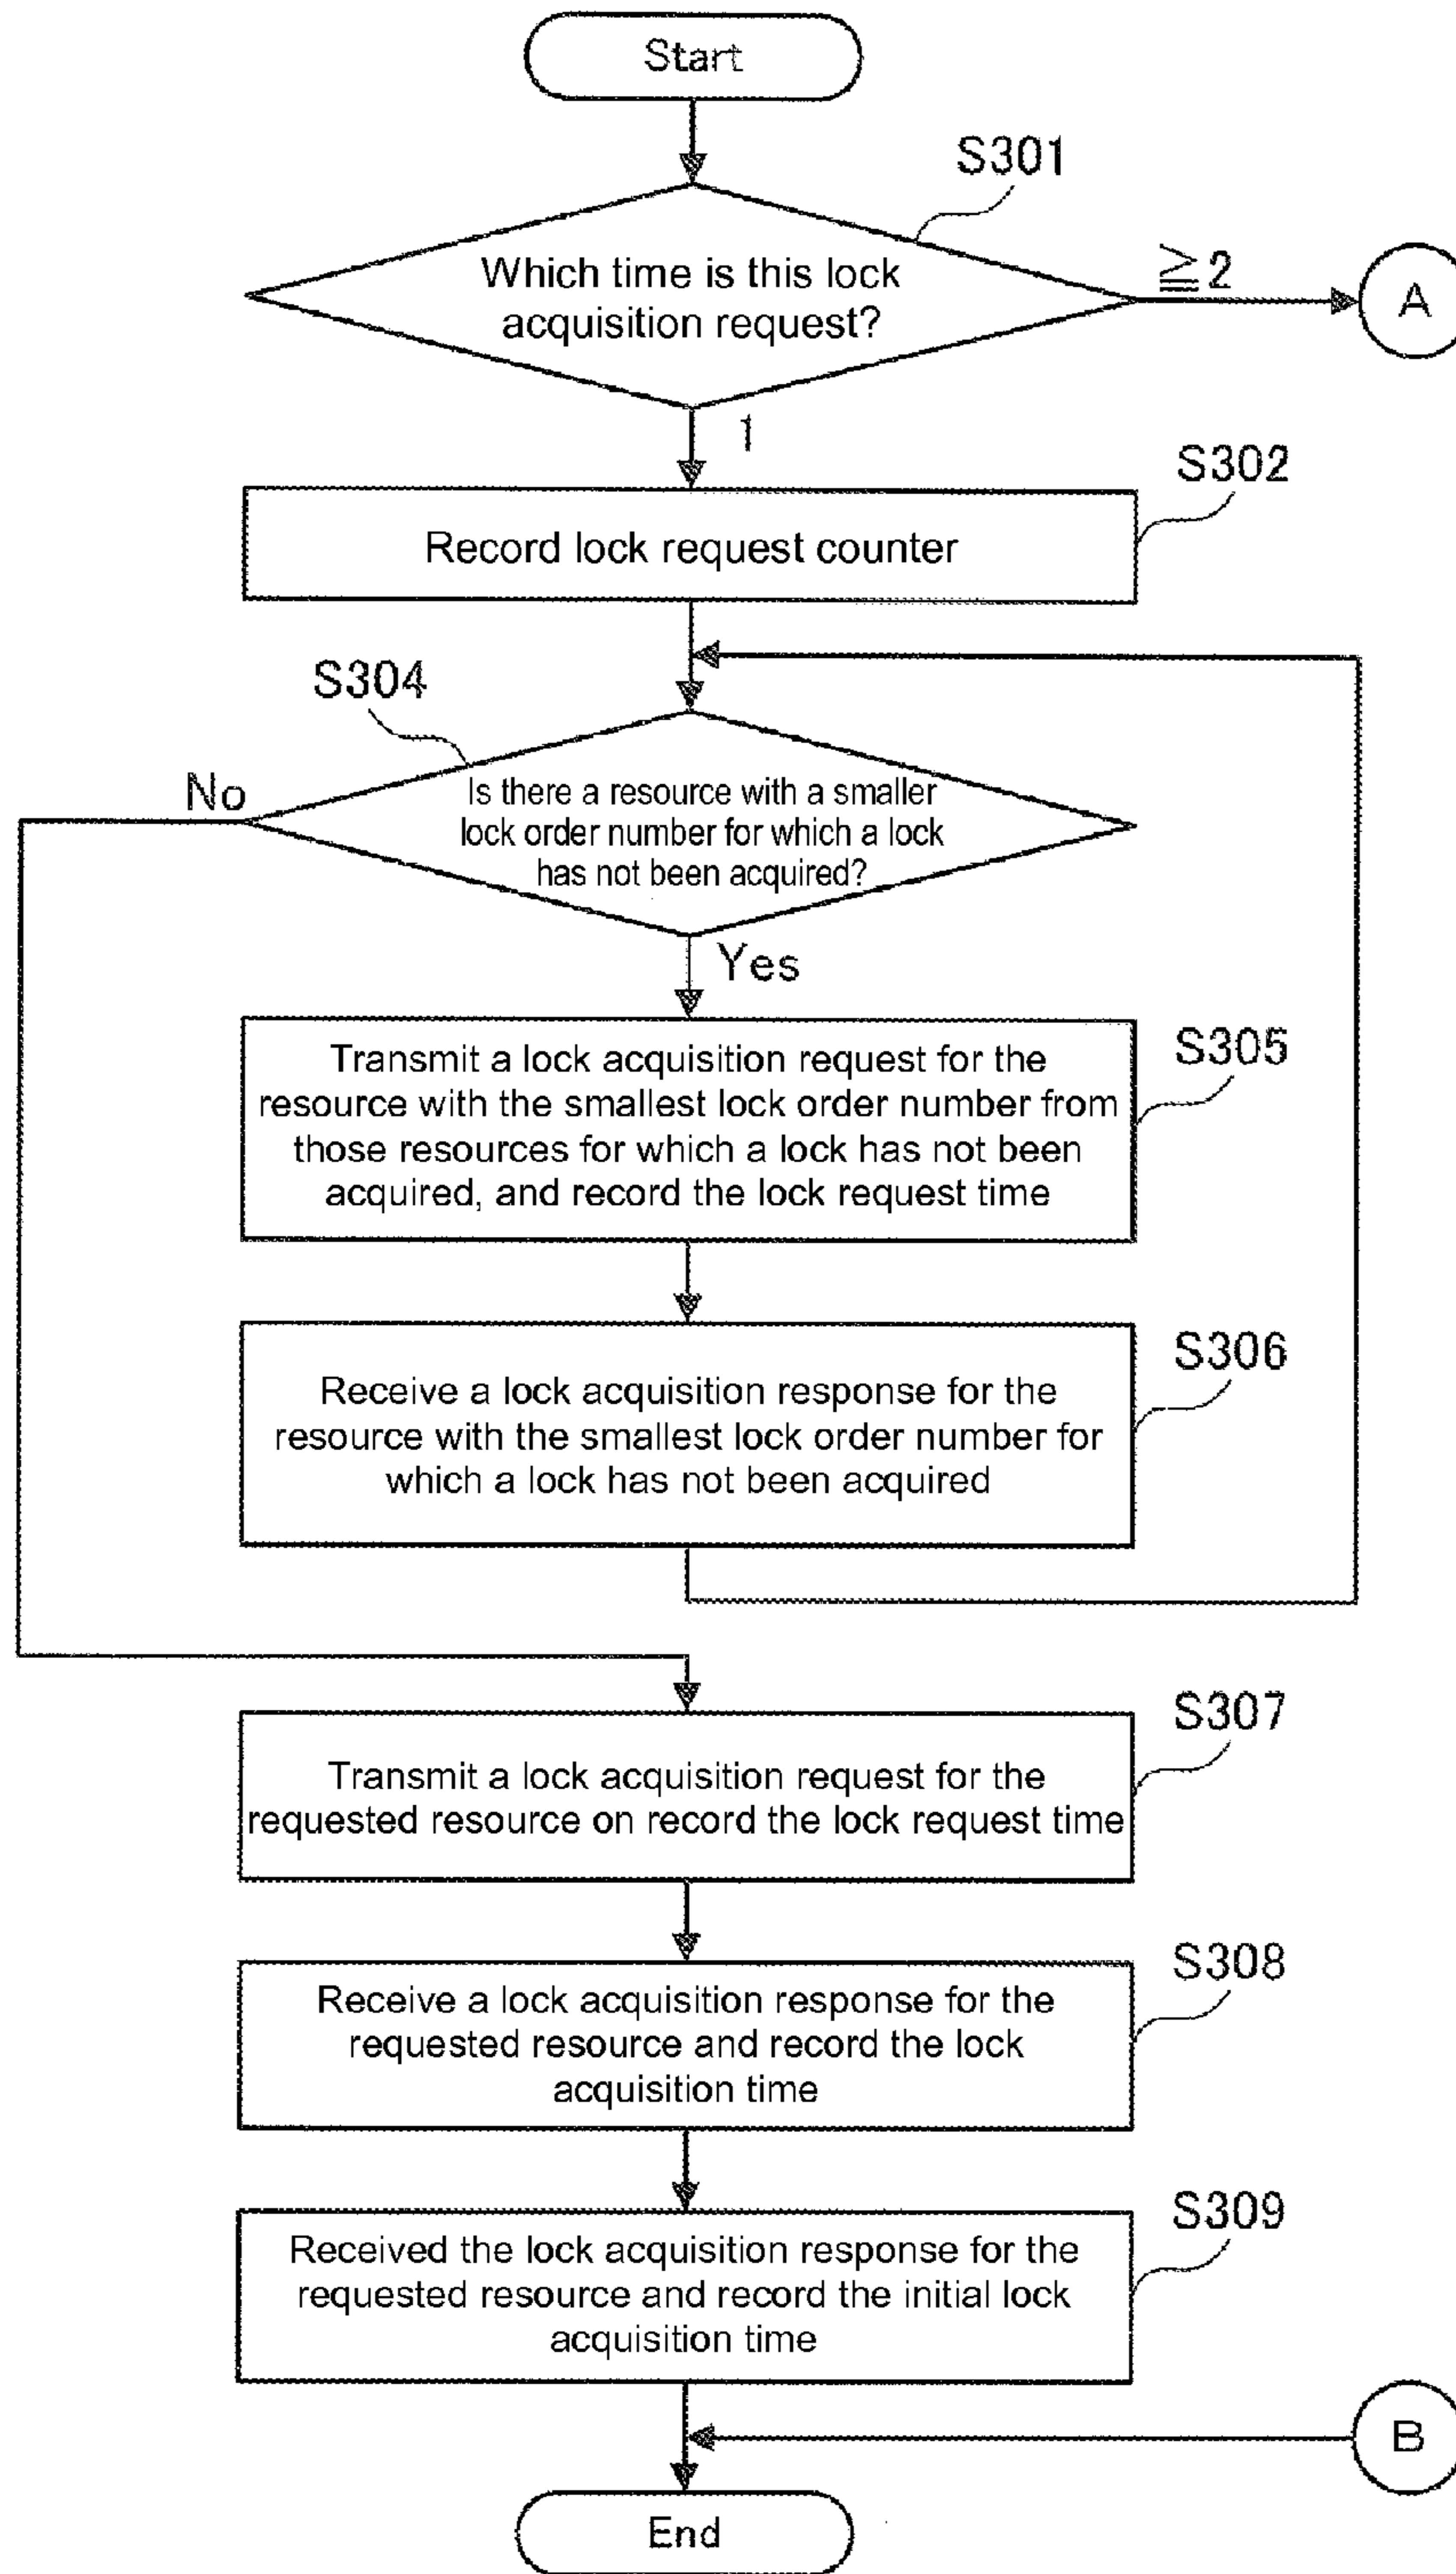 Start
S301
Which time is this lock
acquisition request?
≧2
A
1
S302
Record lock request counter
S304
No
Is there a resource with a smaller
lock order number for which a lock
has not been acquired?
Yes
S305
Transmit a lock acquisition request for the
resource with the smallest lock order number from
those resources for which a lock has not been
acquired, and record the lock request time
S306
Receive a lock acquisition response for the
resource with the smallest lock order number for
which a lock has not been acquired
S307
Transmit a lock acquisition request for the
requested resource on record the lock request time
S308
Receive a lock acquisition response for the
requested resource and record the lock
acquisition time
S309
Received the lock acquisition response for the
requested resource and record the initial lock
acquisition time
B
End